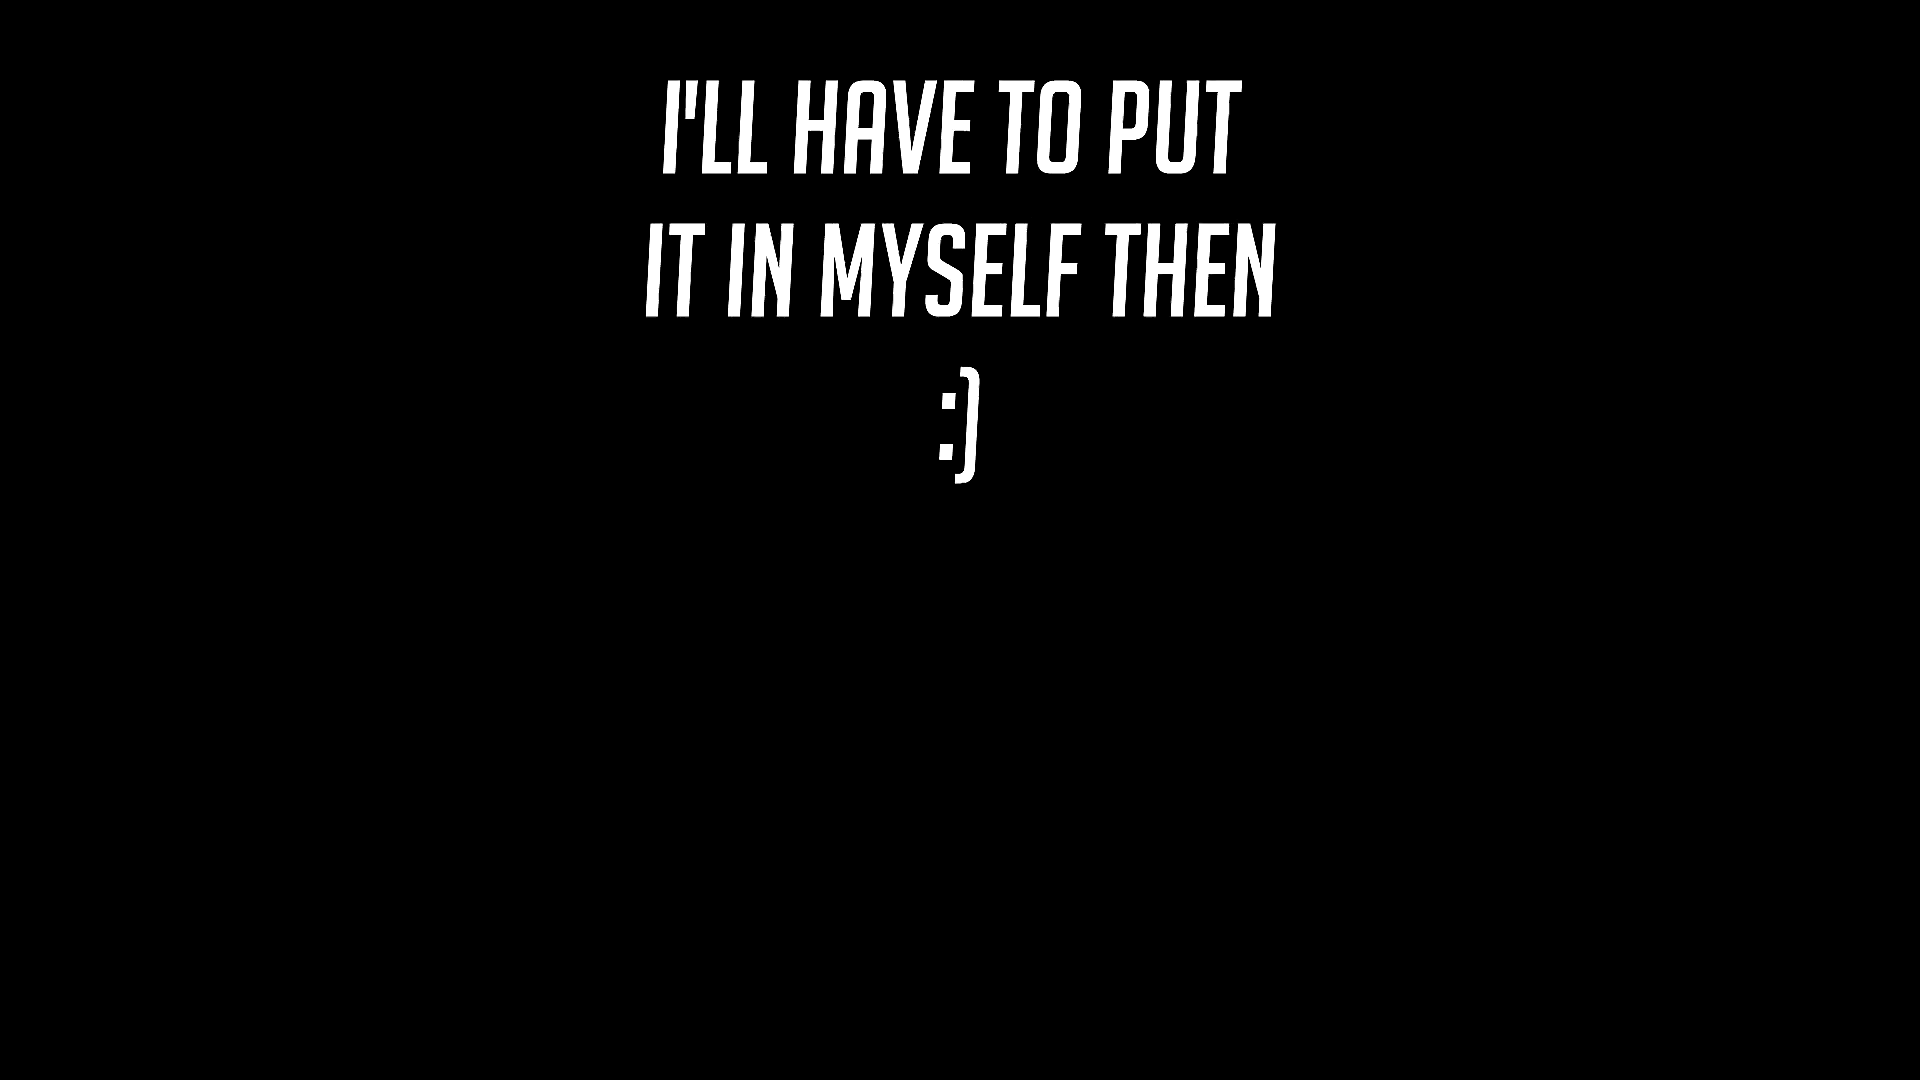 I'LL HAVE TO PUT
IT IN MYSELF THEN
:)